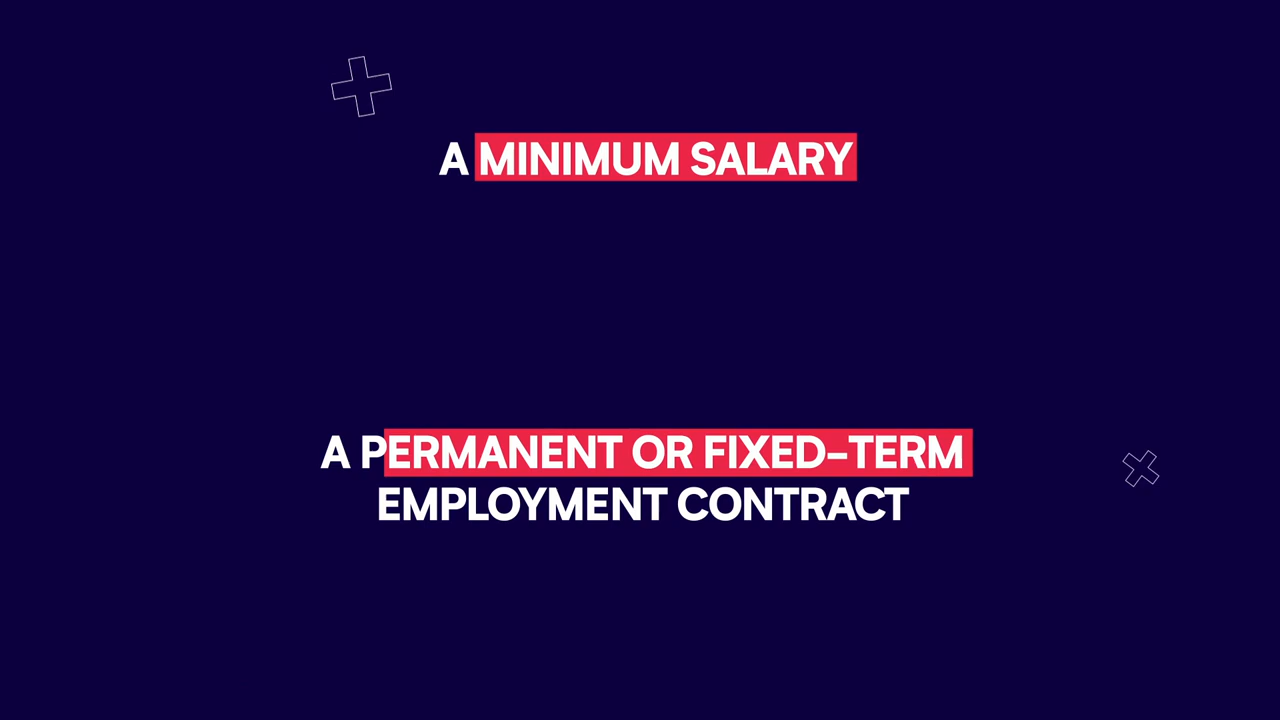 A MINIMUM SALARY
A PERMANENT OR FIXED-TERM
EMPLOYMENT CONTRACT